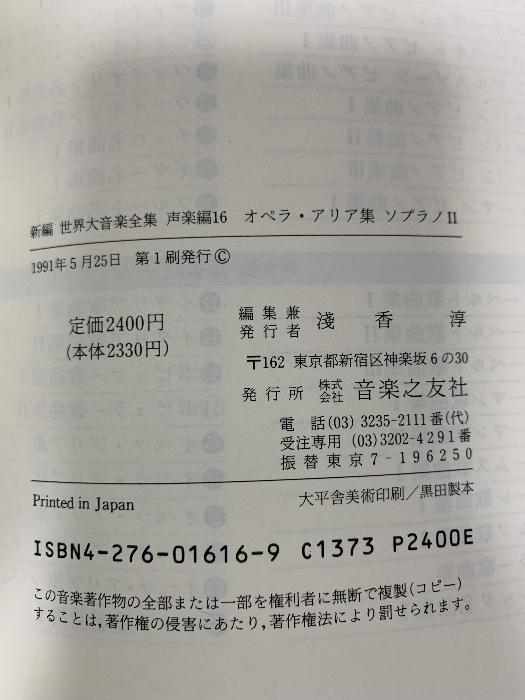 新編 世界大音楽全集 声楽編16 オペラ・アリア集 ソプラノII
1991年5月25日 第1刷発行©
定価2400円
(本体2330円)
編集兼
発行者 淺香淳
〒162 東京都新宿区神楽坂6の30
発行所 株式会社 音楽之友社
電話(03) 3235-2111番(代)
受注専用 (03)3202-4291番
振替東京7-196250
Printed in Japan
大平舎美術印刷/黒田製本
ISBN4-276-01616-9 C1373 P2400E
この音楽著作物の全部または一部を権利者に無断で複製(コピー)
することは,著作権の侵害にあたり,著作権法により罰せられます。